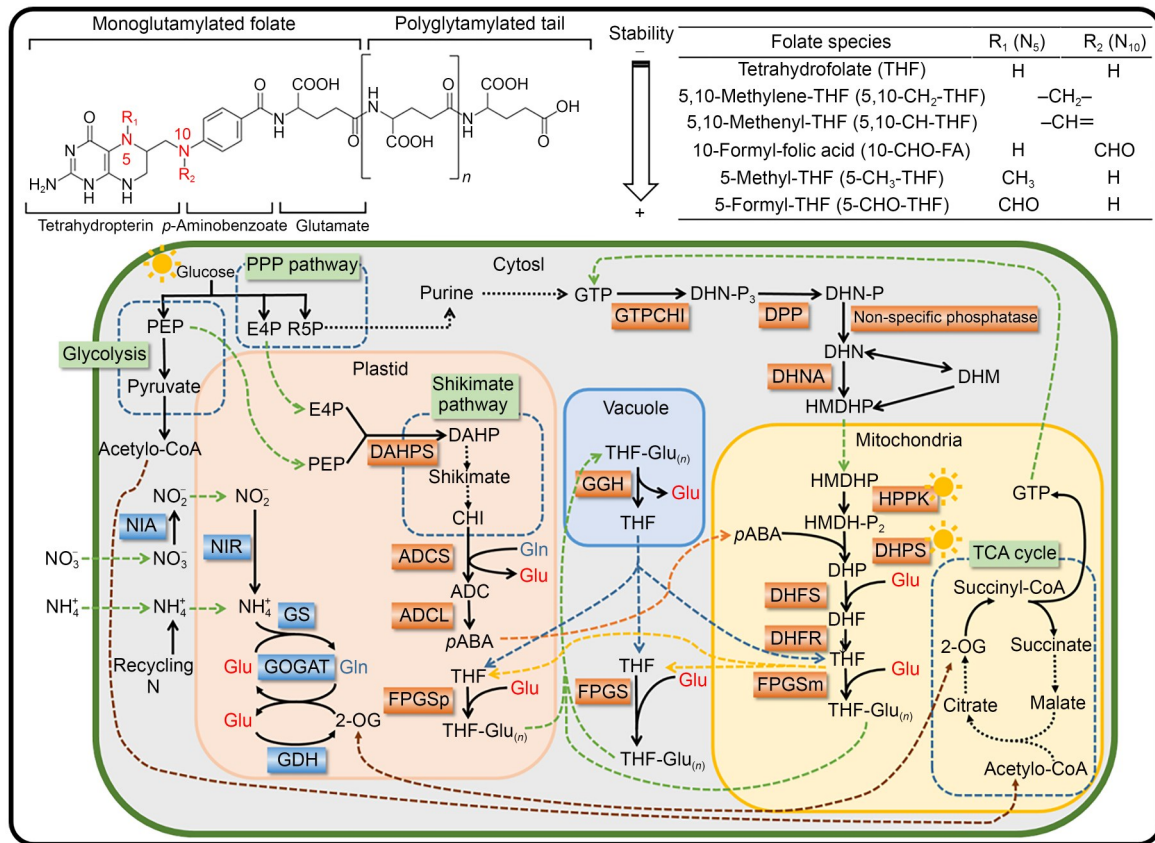 Monoglutamylated folate
Polyglytamylated tail
Stability
−
+
Folate species R₁ (N₅) R₂ (N₁₀)
Tetrahydrofolate (THF) H H
5,10-Methylene-THF (5,10-CH₂-THF) –CH₂–
5,10-Methenyl-THF (5,10-CH-THF) –CH=
10-Formyl-folic acid (10-CHO-FA) H CHO
5-Methyl-THF (5-CH₃-THF) CH₃ H
5-Formyl-THF (5-CHO-THF) CHO H
O
HN
N
H₂N
N
H
N
H
R₁
N
5
10
N
R₂
O
N
H
COOH
O
N
H
COOH
O
N
H
COOH
OH
O
n
Tetrahydropterin
p-Aminobenzoate
Glutamate
Glucose
PPP pathway
Cytosl
PEP
E4P R5P
Purine
GTP
GTPCHI
DHN-P₃
DPP
DHN-P
Non-specific phosphatase
Glycolysis
Pyruvate
Acetylo-CoA
DHN
DHNA
DHM
HMDHP
Plastid
Shikimate
pathway
E4P
PEP
DAHPS
DAHP
Shikimate
CHI
ADCS
Gln
Glu
ADC
ADCL
pABA
THF
FPGSp
Glu
THF-Glu₍ₙ₎
NO₂⁻
NO₂⁻
NIA
NIR
NO₃⁻
NO₃⁻
NH₄⁺
NH₄⁺
NH₄⁺
Recycling
N
GS
Glu
GOGAT
Gln
Glu
2-OG
GDH
Vacuole
THF-Glu₍ₙ₎
GGH
Glu
THF
THF
FPGS
Glu
THF-Glu₍ₙ₎
Mitochondria
HMDHP
HPPK
HMDH-P₂
pABA
DHPS
DHP
Glu
DHFS
DHF
DHFR
THF
Glu
FPGSm
THF-Glu₍ₙ₎
GTP
TCA cycle
Succinyl-CoA
2-OG
Succinate
Citrate
Malate
Acetylo-CoA